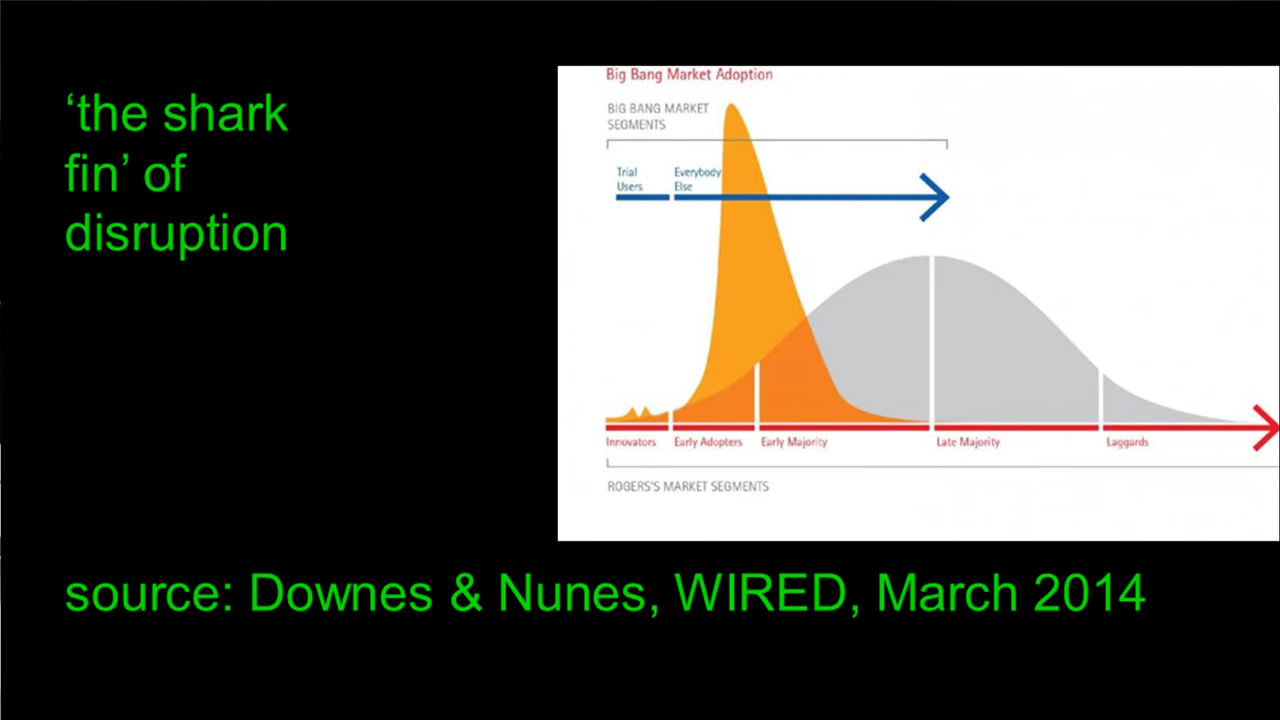 ‘the shark
fin’ of
disruption
Big Bang Market Adoption
BIG BANG MARKET
SEGMENTS
Trial
Users
Everybody
Else
Innovators
Early Adopters
Early Majority
Late Majority
Laggards
ROGERS'S MARKET SEGMENTS
source: Downes & Nunes, WIRED, March 2014